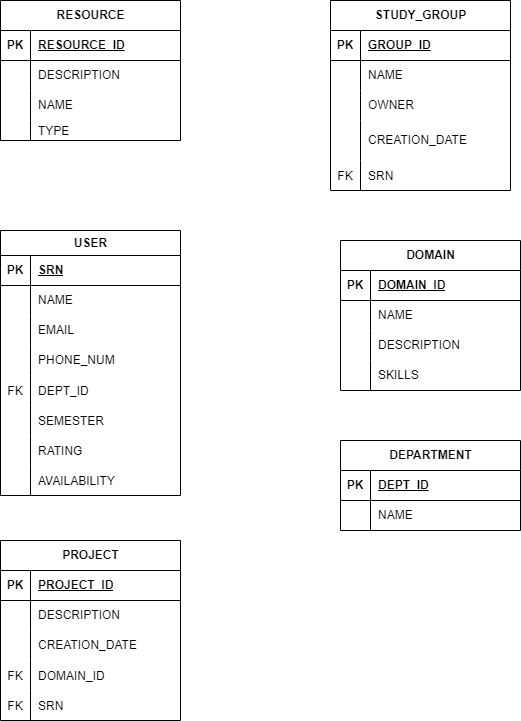 RESOURCE
PK RESOURCE_ID
DESCRIPTION
NAME
TYPE
STUDY_GROUP
PK GROUP_ID
NAME
OWNER
CREATION_DATE
FK SRN
USER
PK SRN
NAME
EMAIL
PHONE_NUM
FK DEPT_ID
SEMESTER
RATING
AVAILABILITY
DOMAIN
PK DOMAIN_ID
NAME
DESCRIPTION
SKILLS
DEPARTMENT
PK DEPT_ID
NAME
PROJECT
PK PROJECT_ID
DESCRIPTION
CREATION_DATE
FK DOMAIN_ID
FK SRN